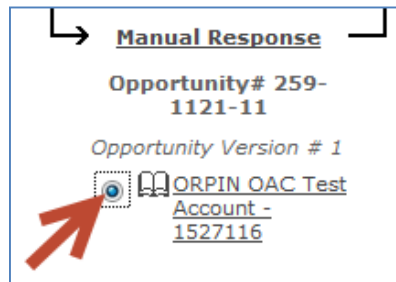 Manual Response
Opportunity# 259-
1121-11
Opportunity Version # 1
ORPIN OAC Test
Account -
1527116